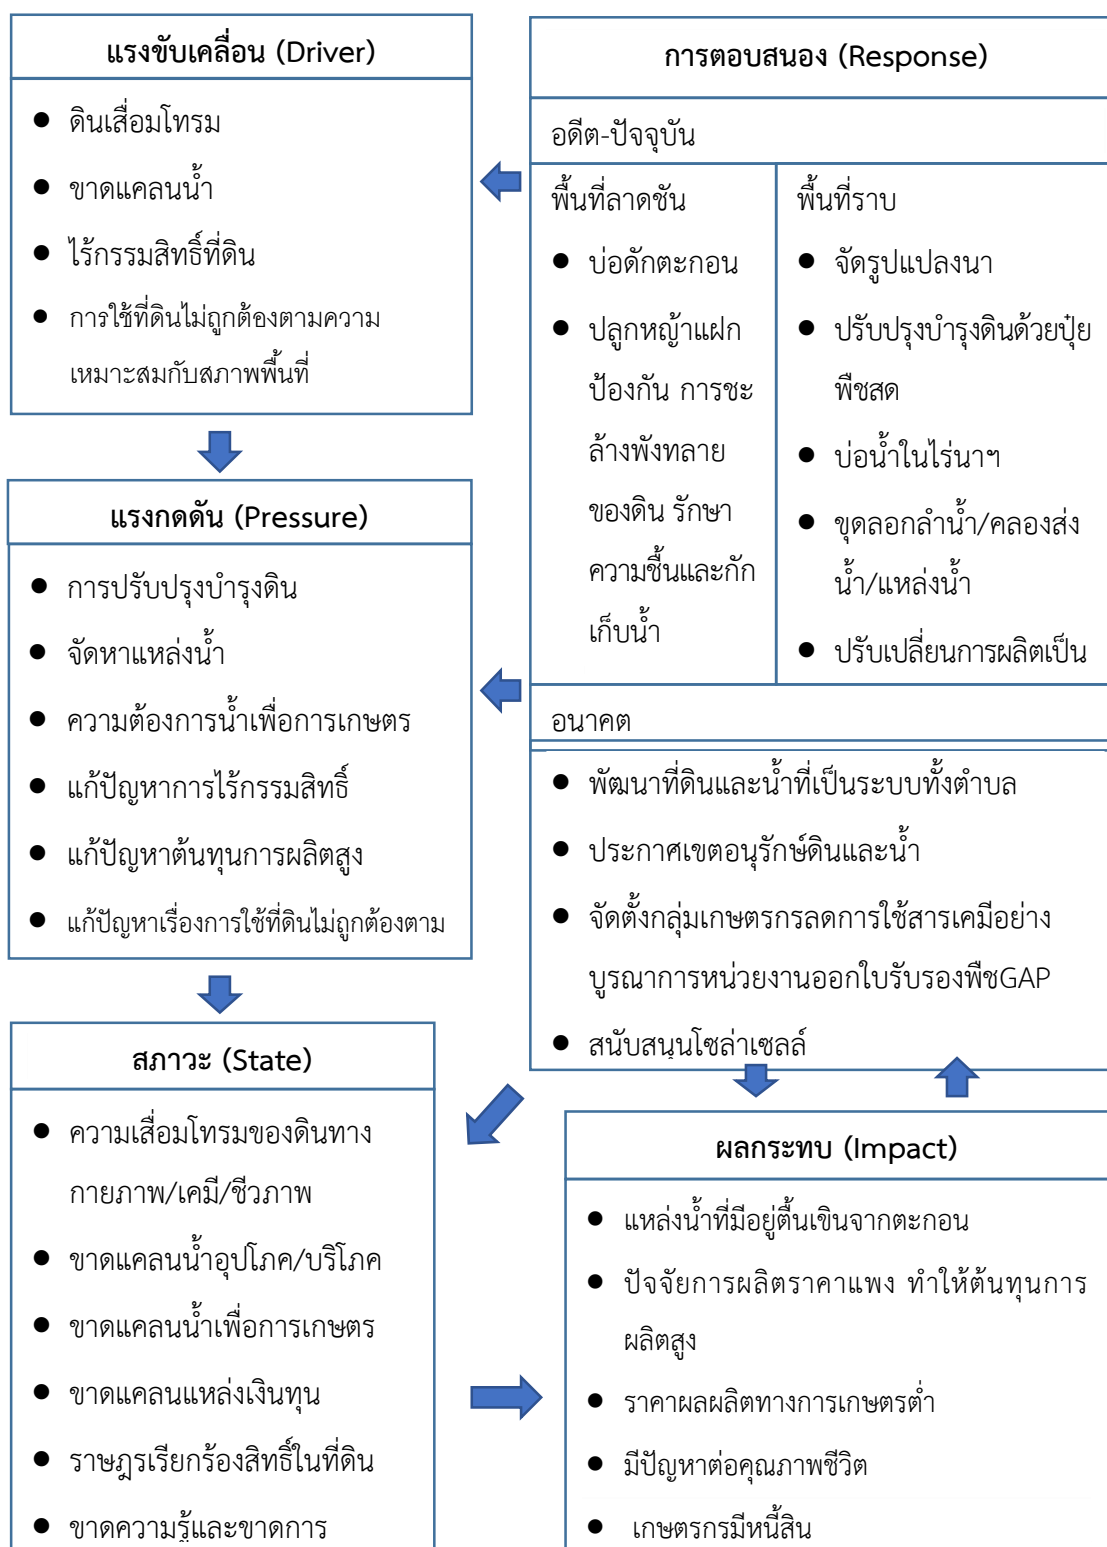 แรงขับเคลื่อน (Driver)
ดินเสื่อมโทรม
ขาดแคลนน้ำ
ไร้กรรมสิทธิ์ที่ดิน
การใช้ที่ดินไม่ถูกต้องตามความ
เหมาะสมกับสภาพพื้นที่
แรงกดดัน (Pressure)
การปรับปรุงบำรุงดิน
จัดหาแหล่งน้ำ
ความต้องการน้ำเพื่อการเกษตร
แก้ปัญหาการไร้กรรมสิทธิ์
แก้ปัญหาต้นทุนการผลิตสูง
แก้ปัญหาเรื่องการใช้ที่ดินไม่ถูกต้องตาม
สภาวะ (State)
ความเสื่อมโทรมของดินทาง
กายภาพ/เคมี/ชีวภาพ
ขาดแคลนน้ำอุปโภค/บริโภค
ขาดแคลนน้ำเพื่อการเกษตร
ขาดแคลนแหล่งเงินทุน
ราษฎรเรียกร้องสิทธิ์ในที่ดิน
ขาดความรู้และขาดการ
การตอบสนอง (Response)
อดีต-ปัจจุบัน
พื้นที่ลาดชัน
บ่อดักตะกอน
ปลูกหญ้าแฝก
ป้องกัน การชะ
ล้างพังทลาย
ของดิน รักษา
ความชื้นและกัก
เก็บน้ำ
พื้นที่ราบ
จัดรูปแปลงนา
ปรับปรุงบำรุงดินด้วยปุ๋ย
พืชสด
บ่อน้ำในไร่นาฯ
ขุดลอกลำน้ำ/คลองส่ง
น้ำ/แหล่งน้ำ
ปรับเปลี่ยนการผลิตเป็น
อนาคต
พัฒนาที่ดินและน้ำที่เป็นระบบทั้งตำบล
ประกาศเขตอนุรักษ์ดินและน้ำ
จัดตั้งกลุ่มเกษตรกรลดการใช้สารเคมีอย่าง
บูรณาการหน่วยงานออกใบรับรองพืชGAP
สนับสนุนโซล่าเซลล์
ผลกระทบ (Impact)
แหล่งน้ำที่มีอยู่ตื้นเขินจากตะกอน
ปัจจัยการผลิตราคาแพง ทำให้ต้นทุนการ
ผลิตสูง
ราคาผลผลิตทางการเกษตรต่ำ
มีปัญหาต่อคุณภาพชีวิต
เกษตรกรมีหนี้สิน